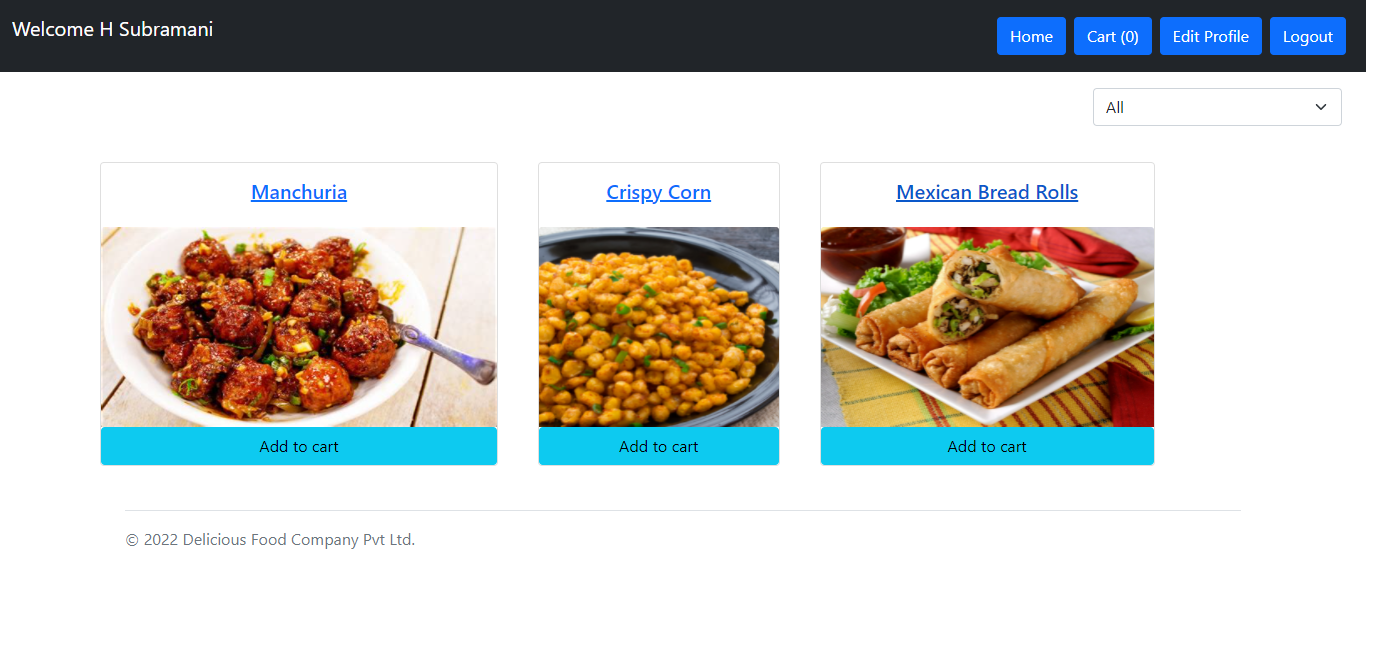 Welcome H Subramani
Home
Cart (0)
Edit Profile
Logout
All
Manchuria
Crispy Corn
Mexican Bread Rolls
Add to cart
Add to cart
Add to cart
© 2022 Delicious Food Company Pvt Ltd.